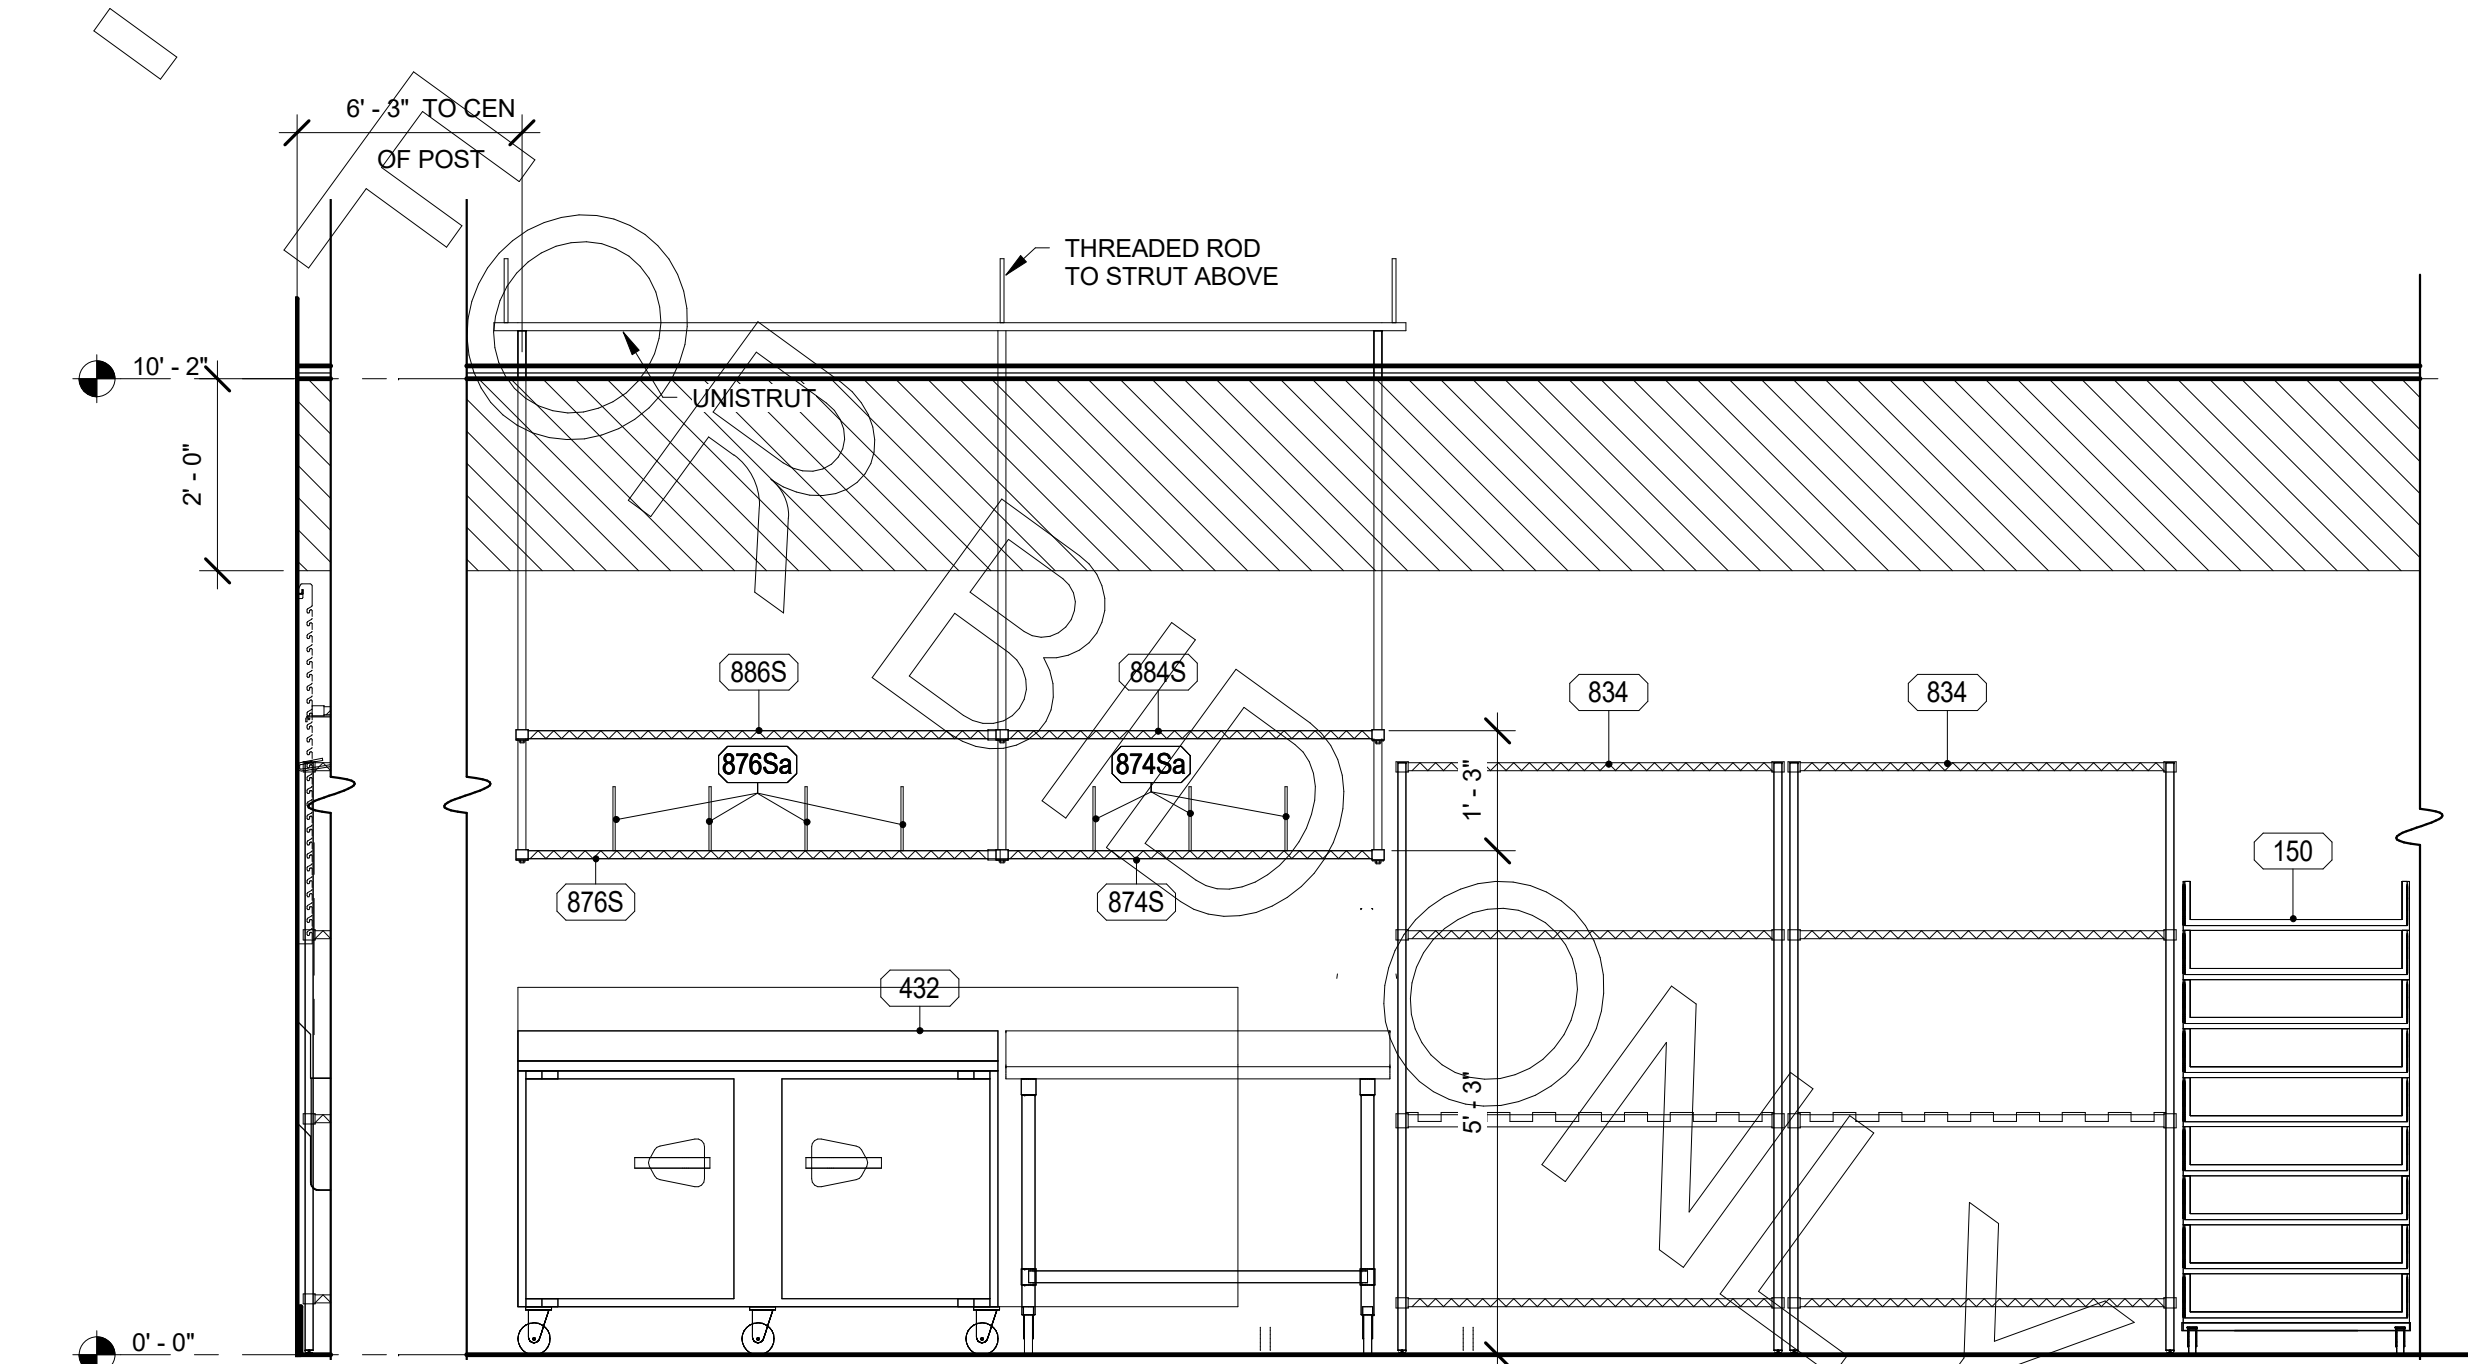 6' - 3" TO CEN
OF POST
THREADED ROD
TO STRUT ABOVE
10' - 2"
UNISTRUT
2' - 0"
886S
884S
834
834
876Sa
874Sa
1' - 3"
150
876S
874S
432
5' - 3"
0' - 0"
FOR BID ONLY